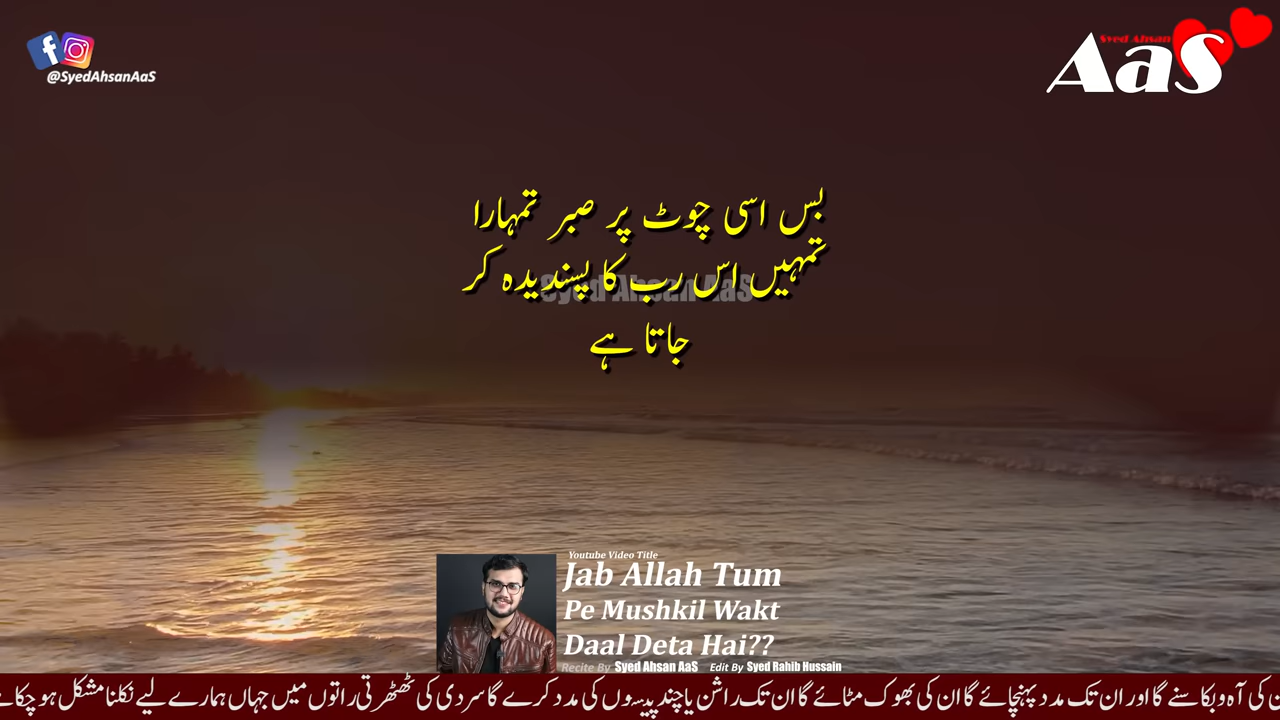 @SyedAhsanAaS
Syed Ahsan
AaS
بس اسی چوٹ پر صبر تمہارا
تمہیں اس رب کا پسندیدہ کر
Syed Ahsan AaS
جاتا ہے
Youtube Video Title
Jab Allah Tum
Pe Mushkil Wakt
Daal Deta Hai??
Recite By Syed Ahsan AaS Edit By Syed Rahib Hussain
کی آہ و بکا سنے گا اور ان تک مدد پہنچائے گا ان کی بھوک مٹائے گا ان تک راشن یا چند پیسوں کی مدد کرے گا سردی کی ٹھٹھرتی راتوں میں جہاں ہمارے لیے نکلنا مشکل ہو چکا ہے